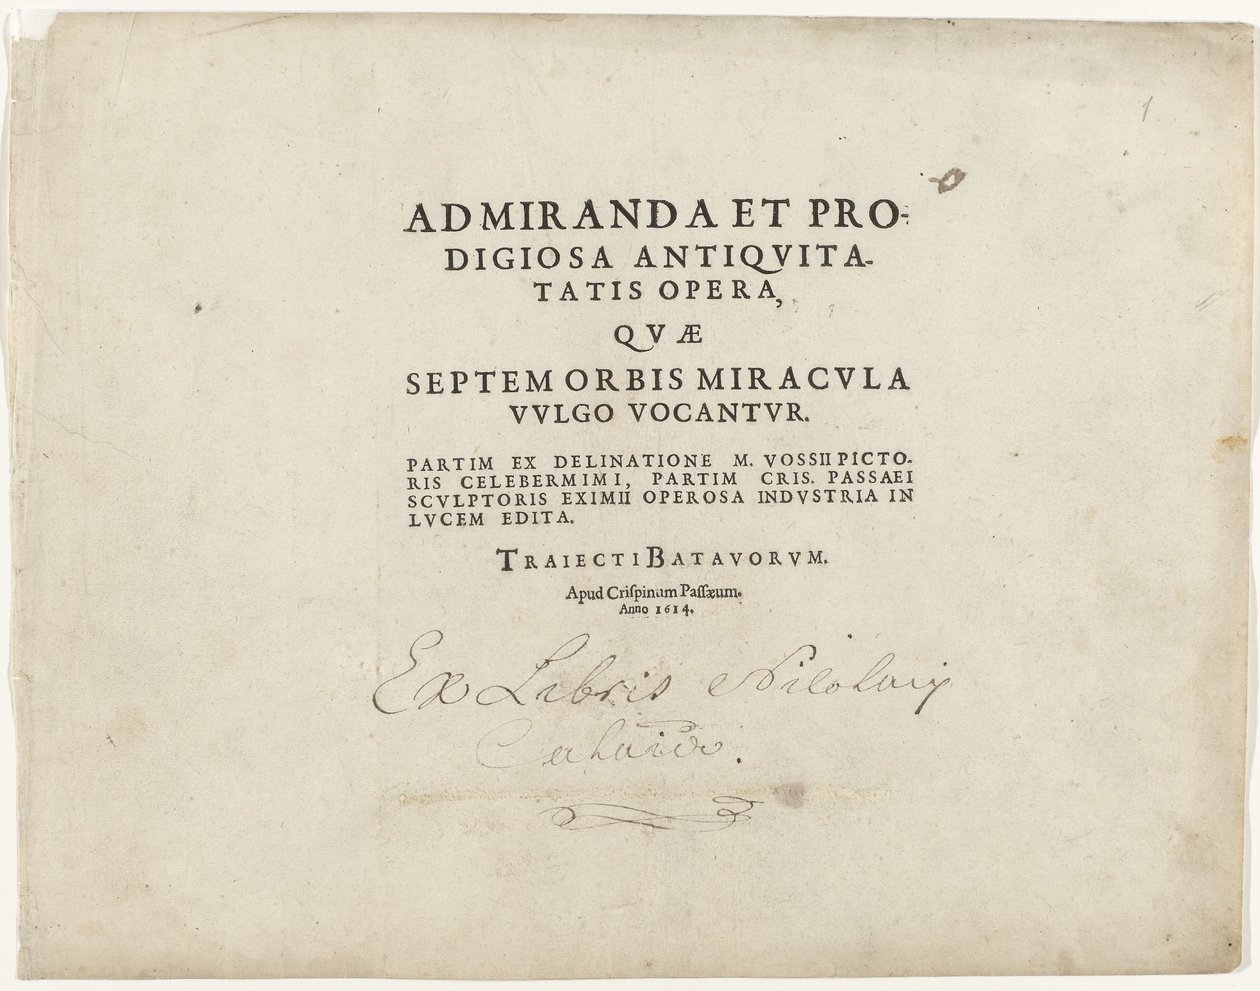 1
ADMIRANDA ET PRO-
DIGIOSA ANTIQVITA-
TATIS OPERA,
QVÆ
SEPTEM ORBIS MIRACVLA
VVLGO VOCANTVR.
PARTIM EX DELINATIONE M. VOSSII PICTO-
RIS CELEBERMIMI, PARTIM CRIS. PASSAEI
SCVLPTORIS EXIMII OPEROSA INDVSTRIA IN
LVCEM EDITA.
TRAIECTI BATAVORVM.
Apud Criſpinum Paſſæum.
Anno 1614.
Ex Libris